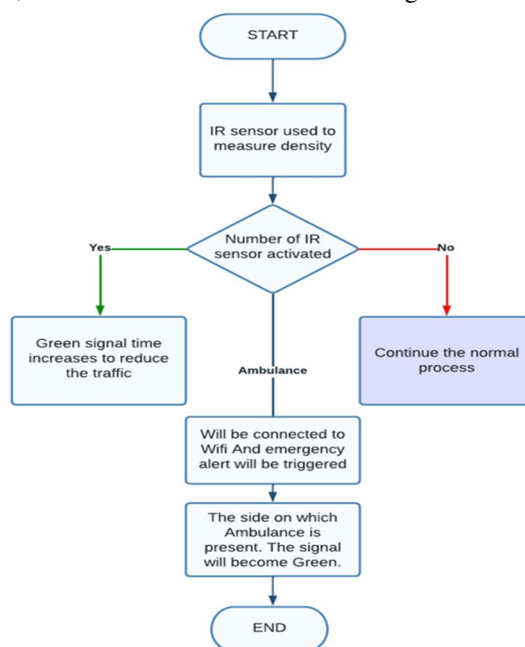 START
IR sensor used to
measure density
Number of IR
sensor activated
Yes
No
Green signal time
increases to reduce
the traffic
Continue the normal
process
Ambulance
Will be connected to
Wifi And emergency
alert will be triggered
The side on which
Ambulance is
present. The signal
will become Green.
END